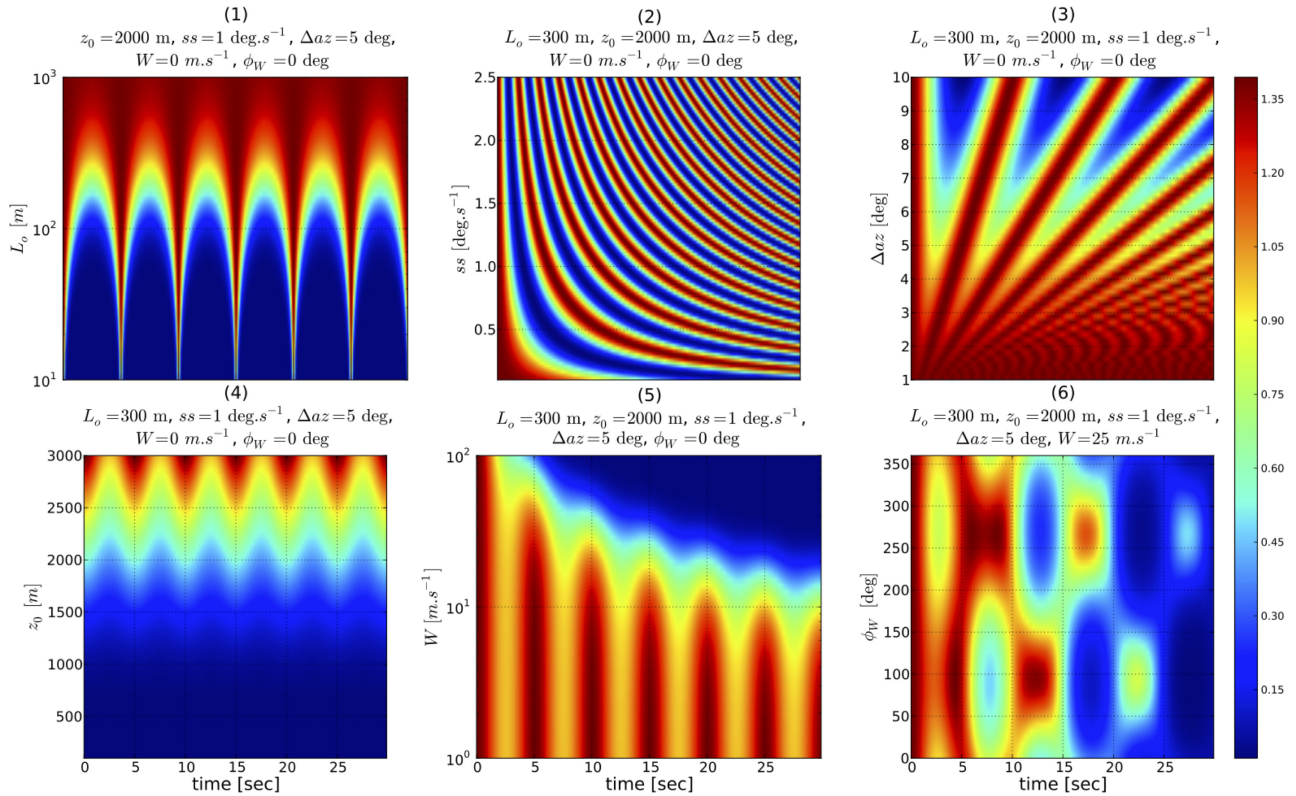 (1)
z₀ =2000 m, ss=1 deg.s⁻¹, Δaz=5 deg,
W=0 m.s⁻¹, ϕ_W =0 deg
10³
10²
10¹
L_o [m]
(2)
L_o =300 m, z₀ =2000 m, Δaz=5 deg,
W=0 m.s⁻¹, ϕ_W =0 deg
2.5
2.0
1.5
1.0
0.5
ss [deg.s⁻¹]
(3)
L_o =300 m, z₀ =2000 m, ss=1 deg.s⁻¹,
W=0 m.s⁻¹, ϕ_W =0 deg
10
9
8
7
6
5
4
3
2
1
Δaz [deg]
1.35
1.20
1.05
0.90
0.75
0.60
0.45
0.30
0.15
(4)
L_o =300 m, ss=1 deg.s⁻¹, Δaz=5 deg,
W=0 m.s⁻¹, ϕ_W =0 deg
3000
2500
2000
1500
1000
500
z₀ [m]
0 5 10 15 20 25
time [sec]
(5)
L_o =300 m, z₀ =2000 m, ss=1 deg.s⁻¹,
Δaz=5 deg, ϕ_W =0 deg
10²
10¹
10⁰
W [m.s⁻¹]
0 5 10 15 20 25
time [sec]
(6)
L_o =300 m, z₀ =2000 m, ss=1 deg.s⁻¹,
Δaz=5 deg, W=25 m.s⁻¹
350
300
250
200
150
100
50
0
ϕ_W [deg]
0 5 10 15 20 25
time [sec]